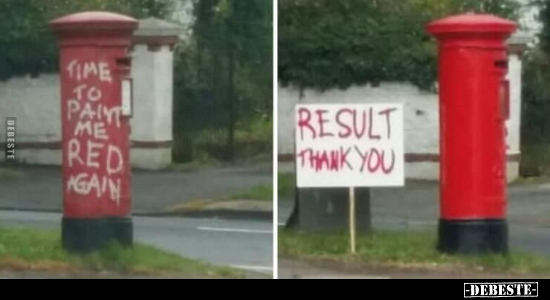 TIME
TO
PAINT
ME
RED
AGAIN
RESULT
THANK YOU
DEBESTE
-DEBESTE-